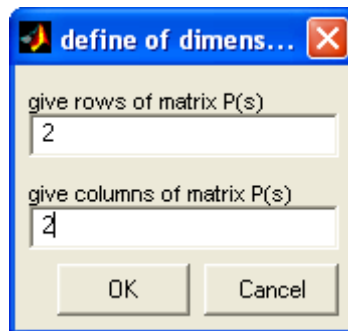 define of dimens...
give rows of matrix P(s)
2
give columns of matrix P(s)
2
OK Cancel